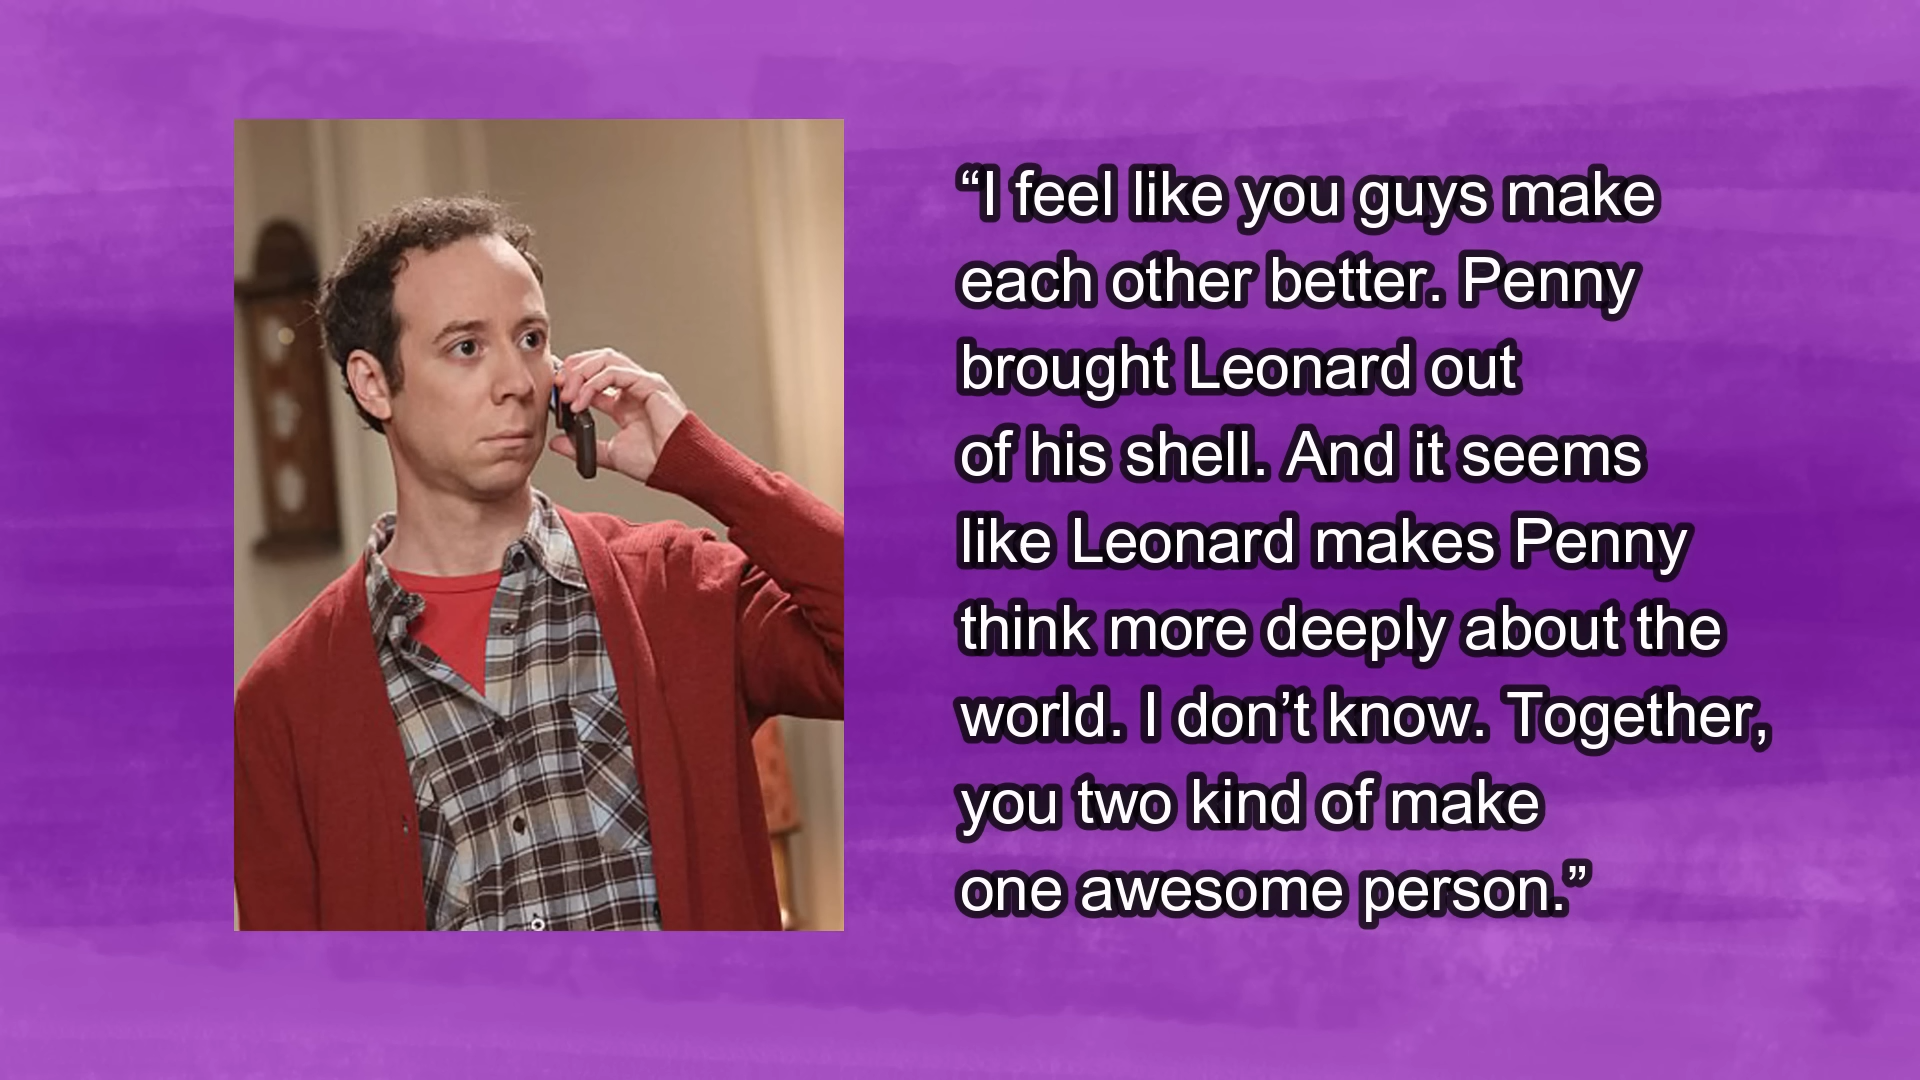 “I feel like you guys make
each other better. Penny
brought Leonard out
of his shell. And it seems
like Leonard makes Penny
think more deeply about the
world. I don’t know. Together,
you two kind of make
one awesome person.”